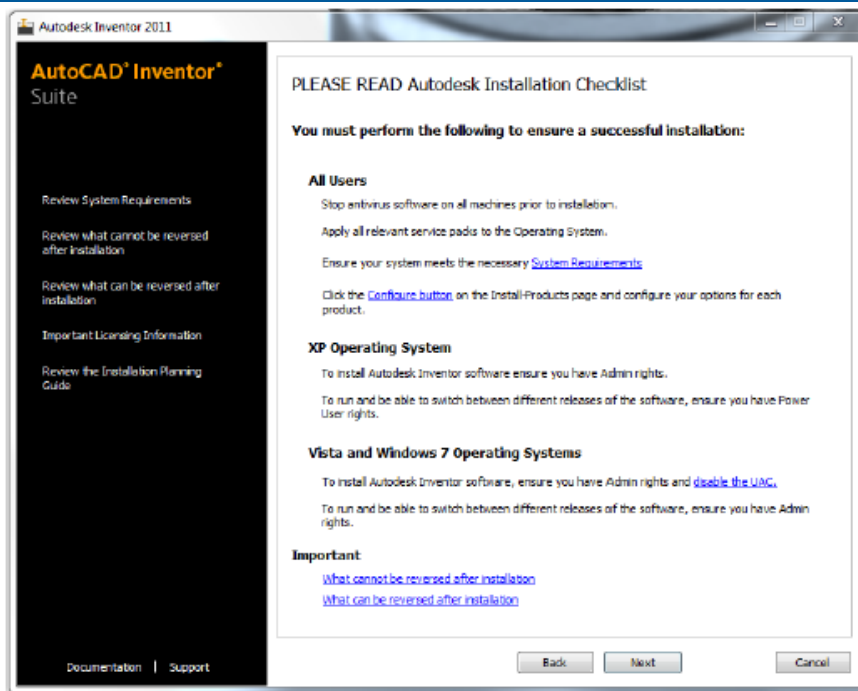 Autodesk Inventor 2011
AutoCAD® Inventor®
Suite
Review System Requirements
Review what cannot be reversed
after installation
Review what can be reversed after
installation
Important Licensing Information
Review the Installation Planning
Guide
Documentation | Support
PLEASE READ Autodesk Installation Checklist
You must perform the following to ensure a successful installation:
All Users
Stop antivirus software on all machines prior to installation.
Apply all relevant service packs to the Operating System.
Ensure your system meets the necessary System Requirements
Click the Configure button on the Install-Products page and configure your options for each
product.
XP Operating System
To install Autodesk Inventor software ensure you have Admin rights.
To run and be able to switch between different releases of the software, ensure you have Power
User rights.
Vista and Windows 7 Operating Systems
To install Autodesk Inventor software, ensure you have Admin rights and disable the UAC.
To run and be able to switch between different releases of the software, ensure you have Admin
rights.
Important
What cannot be reversed after installation
What can be reversed after installation
Back
Next
Cancel